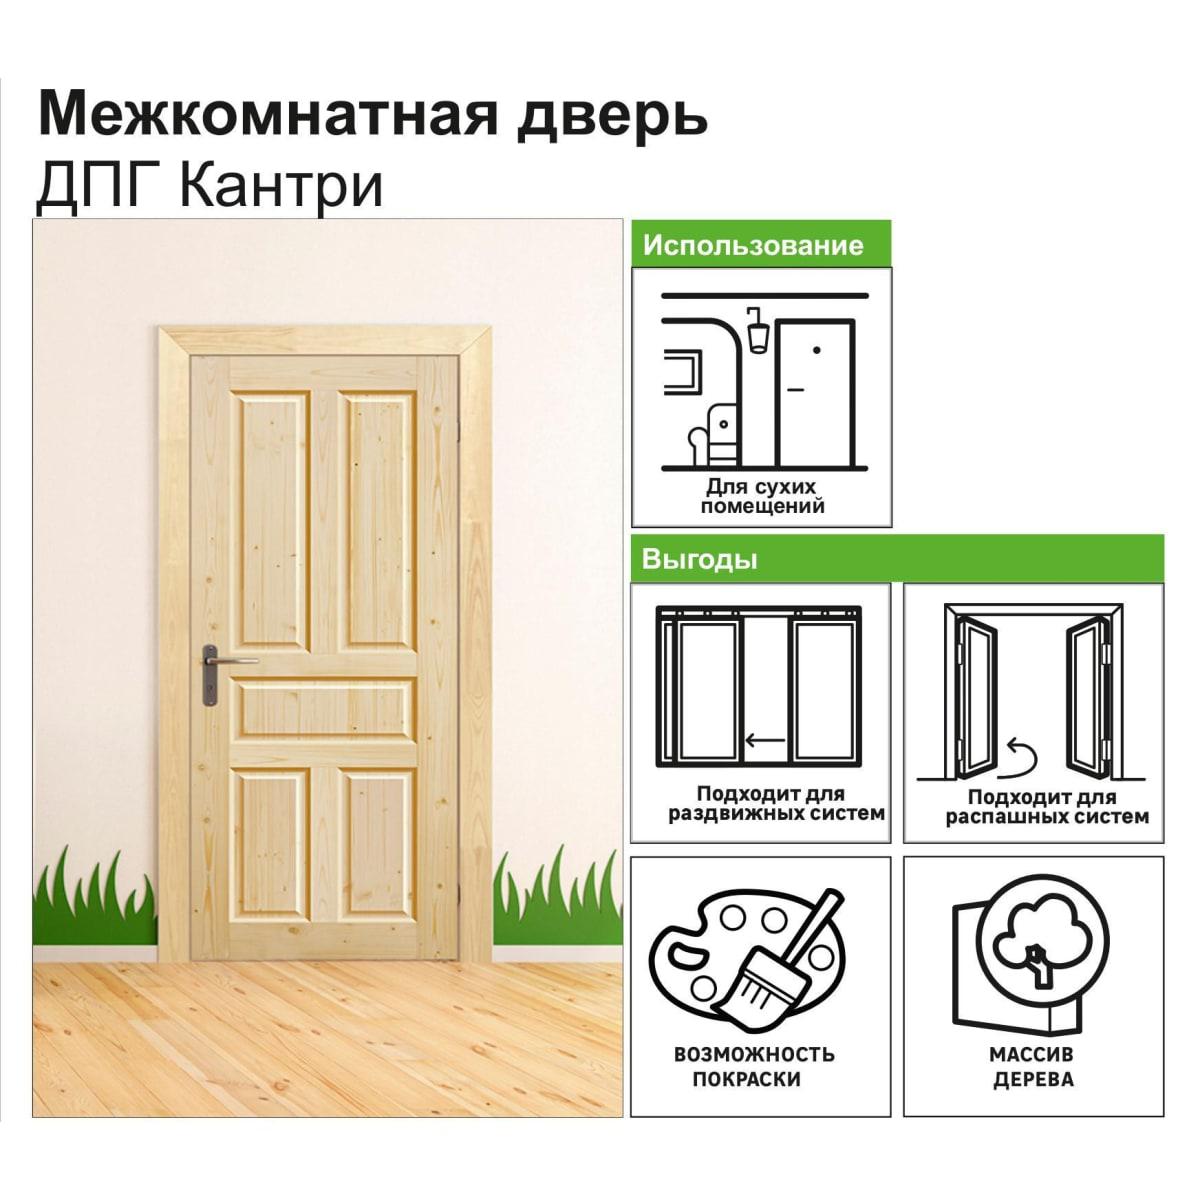 Межкомнатная дверь
ДПГ Кантри
Использование
Для сухих
помещений
Выгоды
Подходит для
раздвижных систем
Подходит для
распашных систем
ВОЗМОЖНОСТЬ
ПОКРАСКИ
МАССИВ
ДЕРЕВА